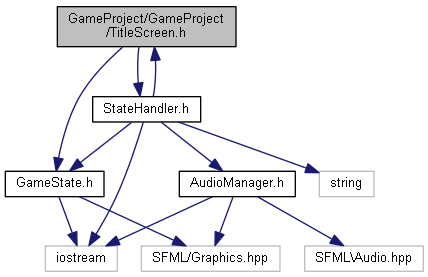 GameProject/GameProject
/TitleScreen.h
StateHandler.h
GameState.h
AudioManager.h
string
iostream
SFML/Graphics.hpp
SFML\Audio.hpp